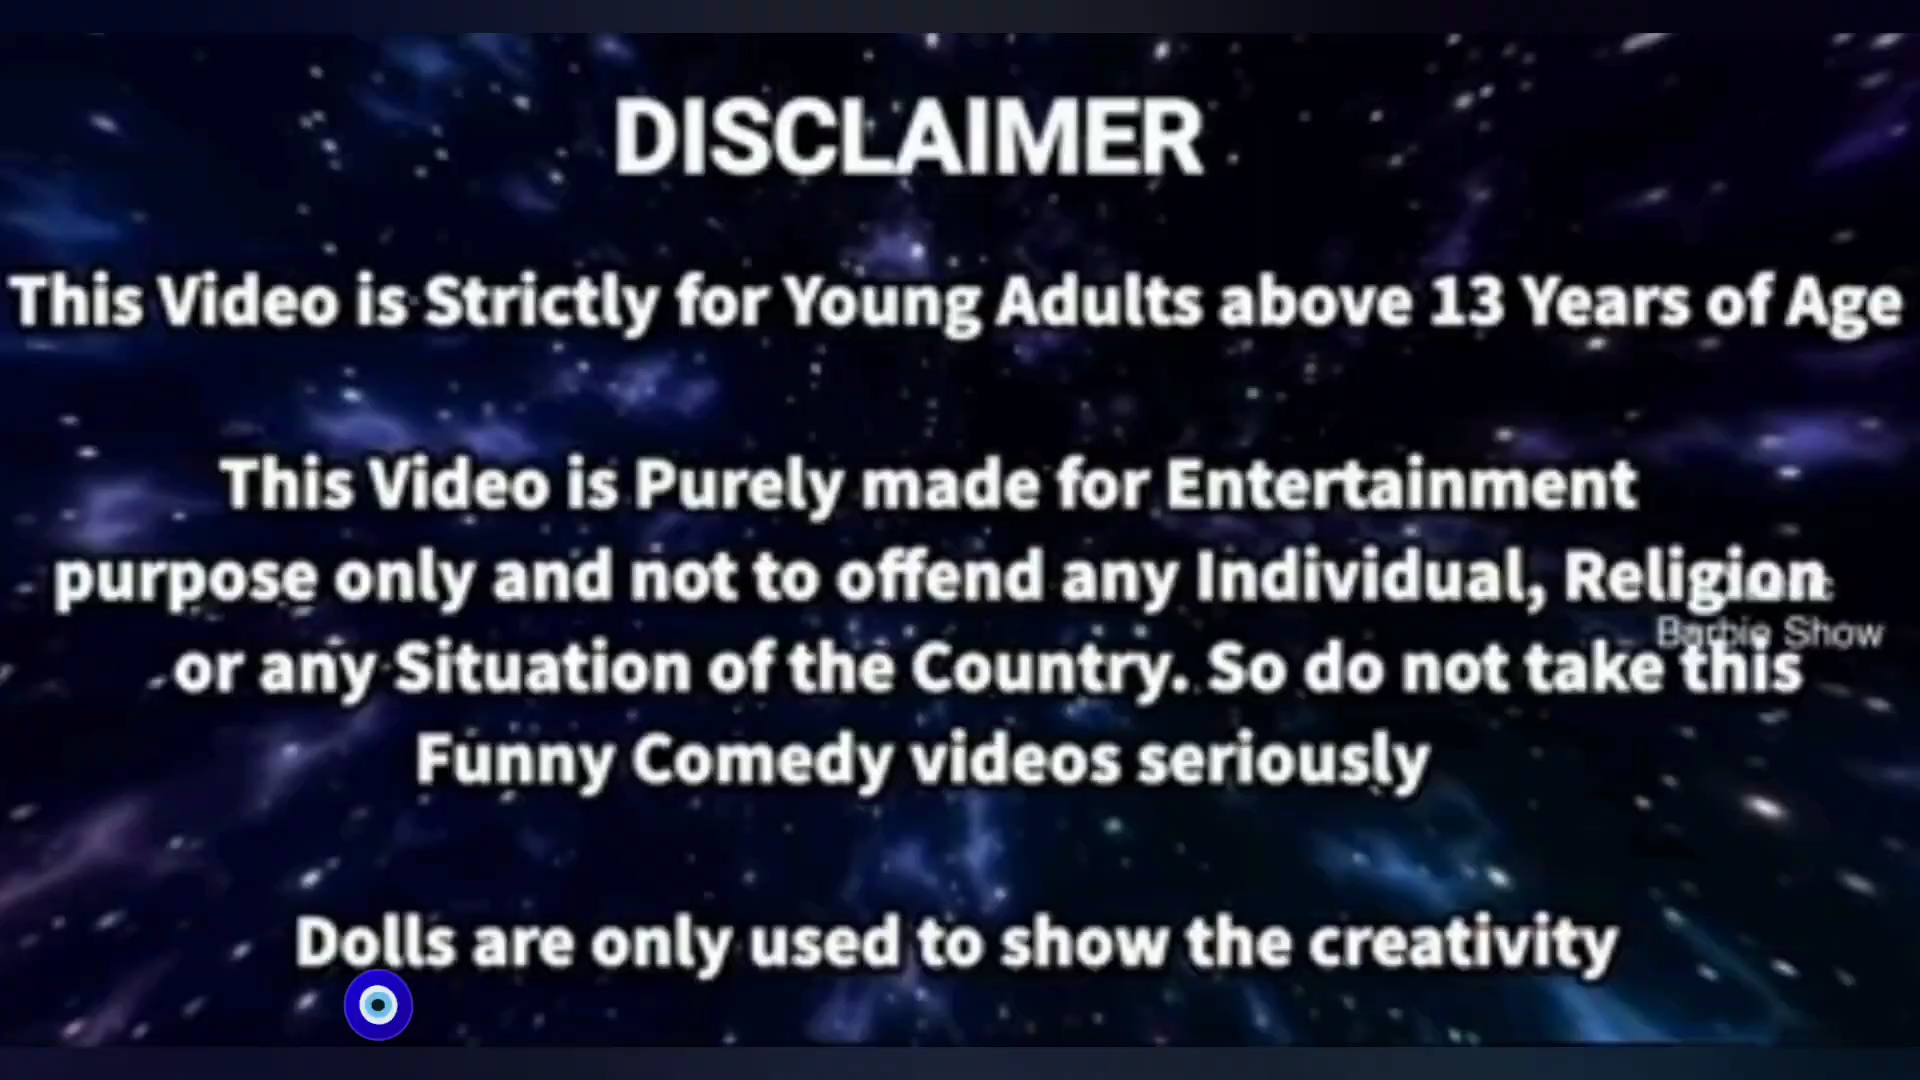 DISCLAIMER
This Video is Strictly for Young Adults above 13 Years of Age
This Video is Purely made for Entertainment
purpose only and not to offend any Individual, Religion
Barbie Show
or any Situation of the Country. So do not take this
Funny Comedy videos seriously
Dolls are only used to show the creativity